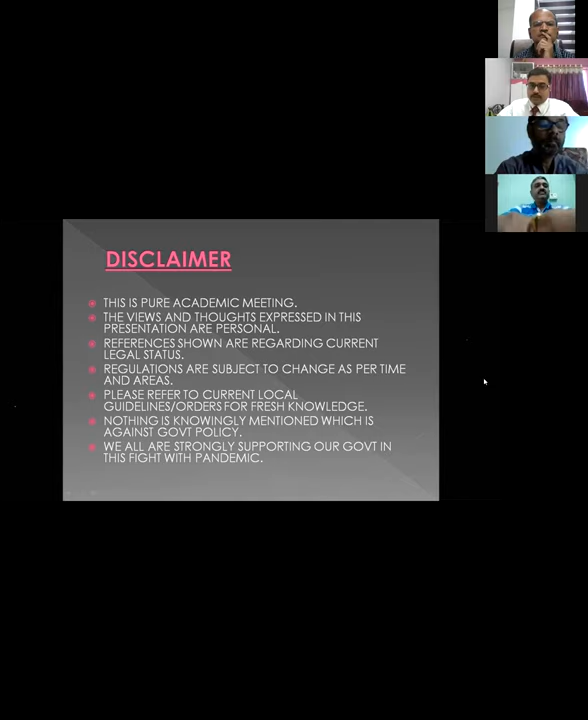 DISCLAIMER
THIS IS PURE ACADEMIC MEETING.
THE VIEWS AND THOUGHTS EXPRESSED IN THIS
PRESENTATION ARE PERSONAL.
REFERENCES SHOWN ARE REGARDING CURRENT
LEGAL STATUS.
REGULATIONS ARE SUBJECT TO CHANGE AS PER TIME
AND AREAS.
PLEASE REFER TO CURRENT LOCAL
GUIDELINES/ORDERS FOR FRESH KNOWLEDGE.
NOTHING IS KNOWINGLY MENTIONED WHICH IS
AGAINST GOVT POLICY.
WE ALL ARE STRONGLY SUPPORTING OUR GOVT IN
THIS FIGHT WITH PANDEMIC.